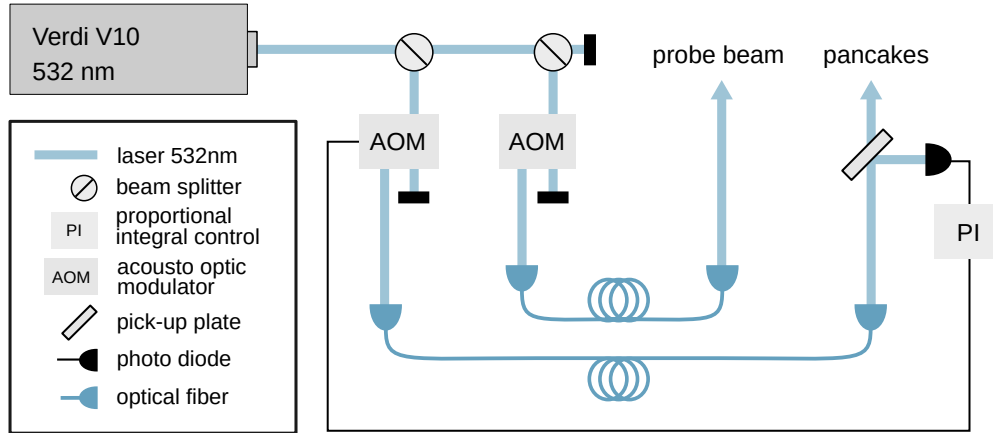 Verdi V10
532 nm
probe beam
pancakes
AOM
AOM
PI
laser 532nm
beam splitter
PI
proportional
integral control
AOM
acousto optic
modulator
pick-up plate
photo diode
optical fiber